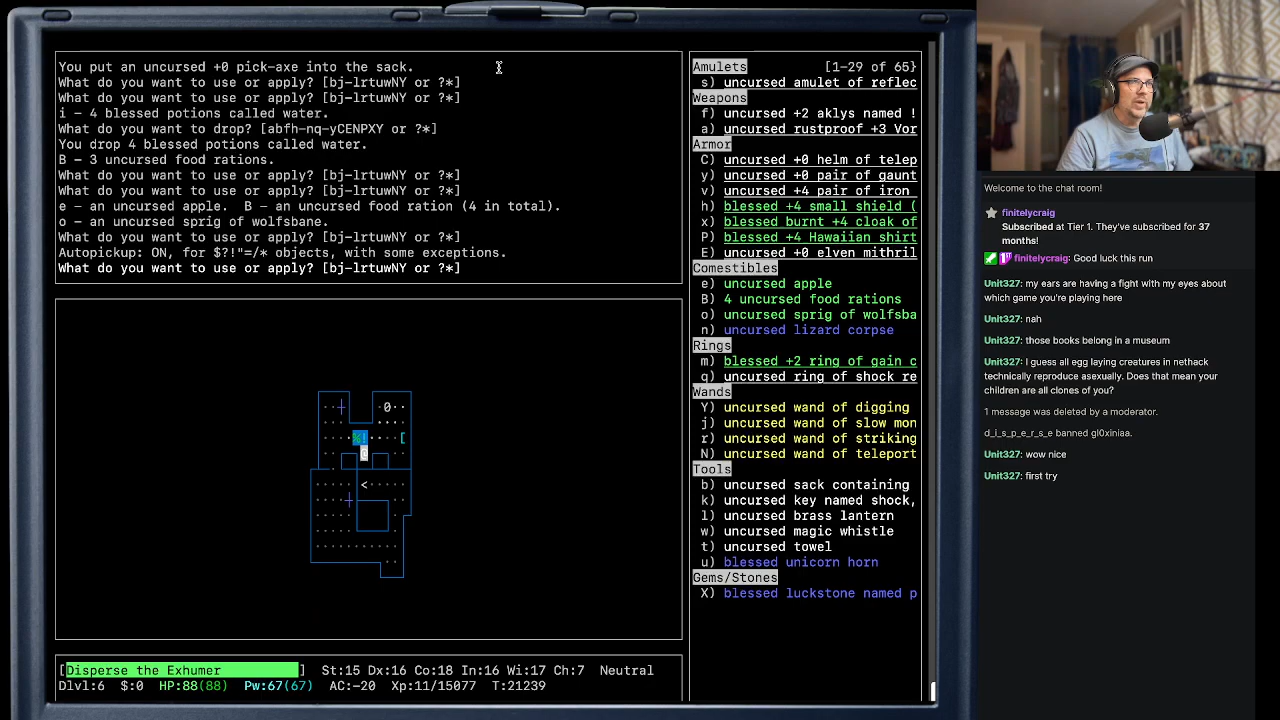 You put an uncursed +0 pick-axe into the sack.
What do you want to use or apply? [bj-lrtuwNY or ?*]
What do you want to use or apply? [bj-lrtuwNY or ?*]
i - 4 blessed potions called water.
What do you want to drop? [abfh-nq-yCENPXY or ?*]
You drop 4 blessed potions called water.
B - 3 uncursed food rations.
What do you want to use or apply? [bj-lrtuwNY or ?*]
What do you want to use or apply? [bj-lrtuwNY or ?*]
e - an uncursed apple.  B - an uncursed food ration (4 in total).
o - an uncursed sprig of wolfsbane.
What do you want to use or apply? [bj-lrtuwNY or ?*]
Autopickup: ON, for $?!"=/* objects, with some exceptions.
What do you want to use or apply? [bj-lrtuwNY or ?*]
[Disperse the Exhumer ] St:15 Dx:16 Co:18 In:16 Wi:17 Ch:7 Neutral
Dlvl:6 $:0 HP:88(88) Pw:67(67) AC:-20 Xp:11/15077 T:21239
Amulets [1-29 of 65}
s) uncursed amulet of reflec
Weapons
f) uncursed +2 aklys named !
a) uncursed rustproof +3 Vor
Armor
C) uncursed +0 helm of telep
y) uncursed +0 pair of gaunt
v) uncursed +4 pair of iron
h) blessed +4 small shield (
x) blessed burnt +4 cloak of
P) blessed +4 Hawaiian shirt
E) uncursed +0 elven mithril
Comestibles
e) uncursed apple
B) 4 uncursed food rations
o) uncursed sprig of wolfsba
n) uncursed lizard corpse
Rings
m) blessed +2 ring of gain c
q) uncursed ring of shock re
Wands
Y) uncursed wand of digging
j) uncursed wand of slow mon
r) uncursed wand of striking
N) uncursed wand of teleport
Tools
b) uncursed sack containing
k) uncursed key named shock,
l) uncursed brass lantern
w) uncursed magic whistle
t) uncursed towel
u) blessed unicorn horn
Gems/Stones
X) blessed luckstone named p
Welcome to the chat room!
finitelycraig
Subscribed at Tier 1. They've subscribed for 37
months!
finitelycraig: Good luck this run
Unit327: my ears are having a fight with my eyes about
which game you're playing here
Unit327: nah
Unit327: those books belong in a museum
Unit327: I guess all egg laying creatures in nethack
technically reproduce asexually. Does that mean your
children are all clones of you?
1 message was deleted by a moderator.
d_i_s_p_e_r_s_e banned gl0xiniaa.
Unit327: wow nice
Unit327: first try